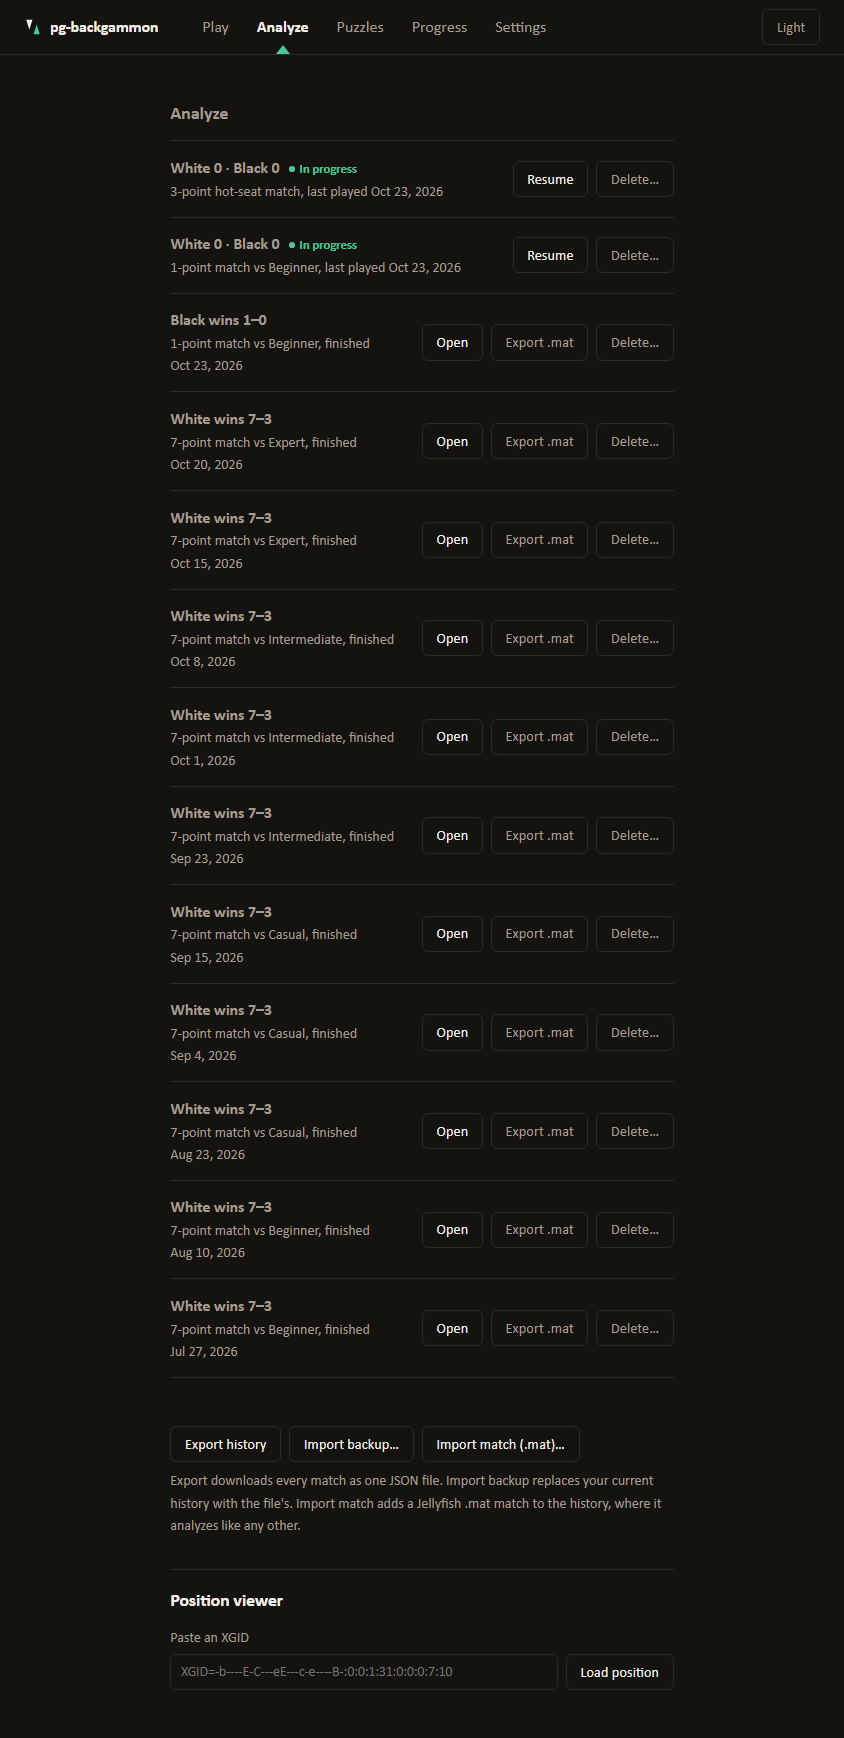 pg-backgammon
Play
Analyze
Puzzles
Progress
Settings
Light
Analyze
White 0 · Black 0 In progress
3-point hot-seat match, last played Oct 23, 2026
Resume
Delete...
White 0 · Black 0 In progress
1-point match vs Beginner, last played Oct 23, 2026
Resume
Delete...
Black wins 1–0
1-point match vs Beginner, finished
Oct 23, 2026
Open
Export .mat
Delete...
White wins 7–3
7-point match vs Expert, finished
Oct 20, 2026
Open
Export .mat
Delete...
White wins 7–3
7-point match vs Expert, finished
Oct 15, 2026
Open
Export .mat
Delete...
White wins 7–3
7-point match vs Intermediate, finished
Oct 8, 2026
Open
Export .mat
Delete...
White wins 7–3
7-point match vs Intermediate, finished
Oct 1, 2026
Open
Export .mat
Delete...
White wins 7–3
7-point match vs Intermediate, finished
Sep 23, 2026
Open
Export .mat
Delete...
White wins 7–3
7-point match vs Casual, finished
Sep 15, 2026
Open
Export .mat
Delete...
White wins 7–3
7-point match vs Casual, finished
Sep 4, 2026
Open
Export .mat
Delete...
White wins 7–3
7-point match vs Casual, finished
Aug 23, 2026
Open
Export .mat
Delete...
White wins 7–3
7-point match vs Beginner, finished
Aug 10, 2026
Open
Export .mat
Delete...
White wins 7–3
7-point match vs Beginner, finished
Jul 27, 2026
Open
Export .mat
Delete...
Export history
Import backup...
Import match (.mat)...
Export downloads every match as one JSON file. Import backup replaces your current
history with the file's. Import match adds a Jellyfish .mat match to the history, where it
analyzes like any other.
Position viewer
Paste an XGID
XGID=-b----E-C---eE---c-e----B-:0:0:1:31:0:0:0:7:10
Load position